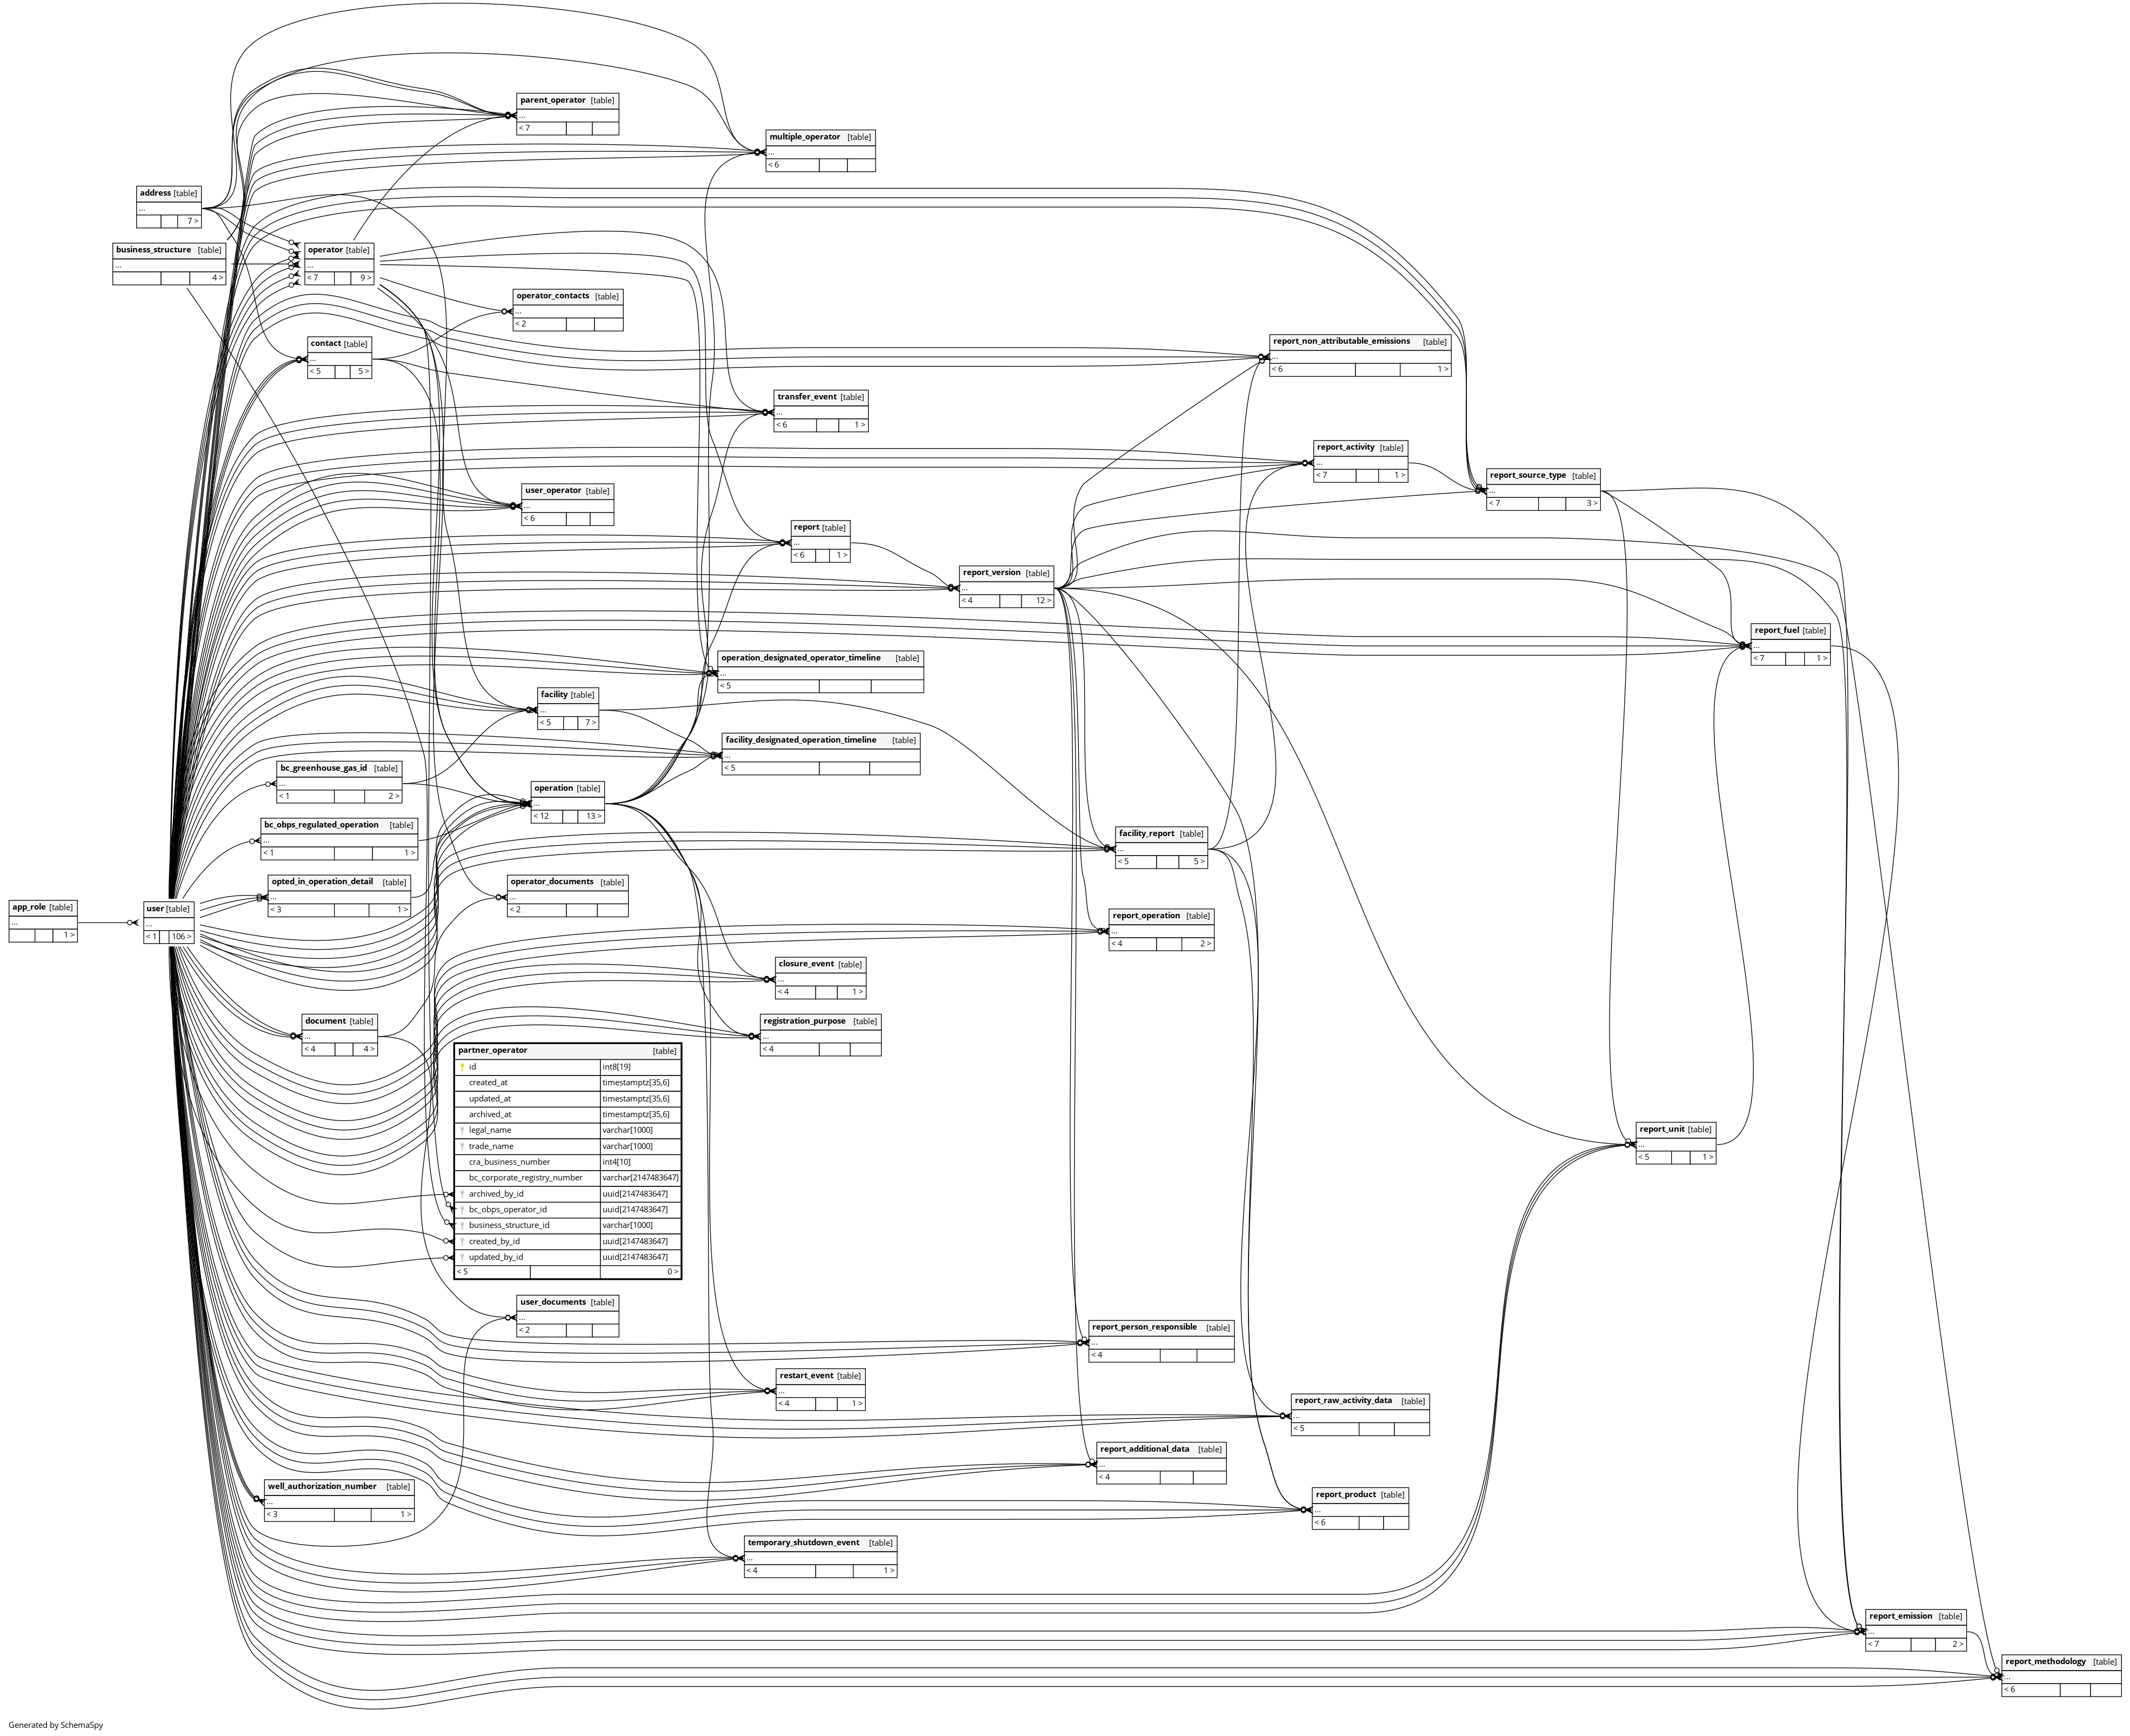 parent_operator [table]
...
< 7
multiple_operator [table]
...
< 6
address [table]
...
7 >
business_structure [table]
...
4 >
operator [table]
...
< 7 9 >
operator_contacts [table]
...
< 2
contact [table]
...
< 5 5 >
report_non_attributable_emissions [table]
...
< 6 1 >
transfer_event [table]
...
< 6 1 >
report_activity [table]
...
< 7 1 >
report_source_type [table]
...
< 7 3 >
user_operator [table]
...
< 6
report [table]
...
< 6 1 >
report_version [table]
...
< 4 12 >
report_fuel [table]
...
< 7 1 >
operation_designated_operator_timeline [table]
...
< 5
facility [table]
...
< 5 7 >
facility_designated_operation_timeline [table]
...
< 5
bc_greenhouse_gas_id [table]
...
< 1 2 >
operation [table]
...
< 12 13 >
bc_obps_regulated_operation [table]
...
< 1 1 >
facility_report [table]
...
< 5 5 >
opted_in_operation_detail [table]
...
< 3 1 >
operator_documents [table]
...
< 2
app_role [table]
...
1 >
user [table]
...
< 1 106 >
report_operation [table]
...
< 4 2 >
closure_event [table]
...
< 4 1 >
document [table]
...
< 4 4 >
registration_purpose [table]
...
< 4
partner_operator [table]
id int8[19]
created_at timestamptz[35,6]
updated_at timestamptz[35,6]
archived_at timestamptz[35,6]
legal_name varchar[1000]
trade_name varchar[1000]
cra_business_number int4[10]
bc_corporate_registry_number varchar[2147483647]
archived_by_id uuid[2147483647]
bc_obps_operator_id uuid[2147483647]
business_structure_id varchar[1000]
created_by_id uuid[2147483647]
updated_by_id uuid[2147483647]
< 5 0 >
report_unit [table]
...
< 5 1 >
user_documents [table]
...
< 2
report_person_responsible [table]
...
< 4
restart_event [table]
...
< 4 1 >
report_raw_activity_data [table]
...
< 5
report_additional_data [table]
...
< 4
well_authorization_number [table]
...
< 3 1 >
report_product [table]
...
< 6
temporary_shutdown_event [table]
...
< 4 1 >
report_emission [table]
...
< 7 2 >
report_methodology [table]
...
< 6
Generated by SchemaSpy